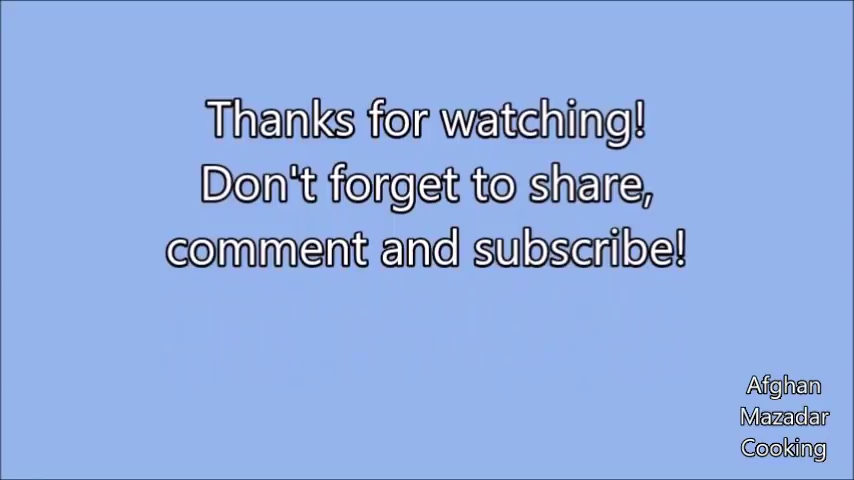 Thanks for watching!
Don't forget to share,
comment and subscribe!
Afghan
Mazadar
Cooking